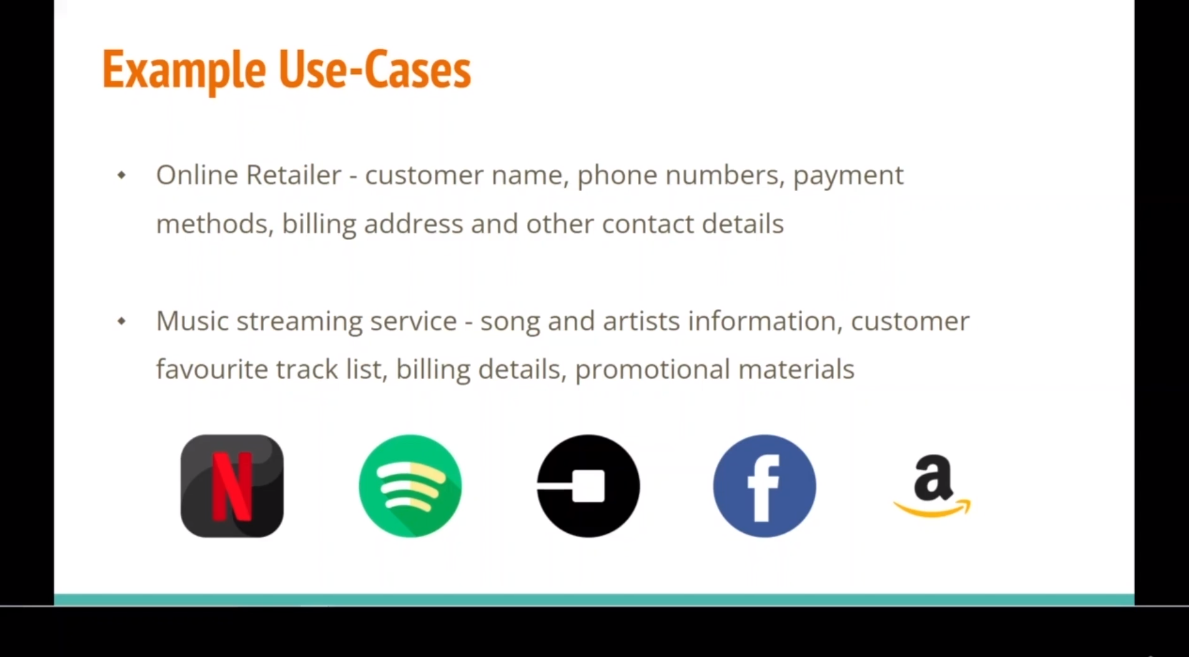 Example Use-Cases
Online Retailer - customer name, phone numbers, payment
methods, billing address and other contact details
Music streaming service - song and artists information, customer
favourite track list, billing details, promotional materials
N
f
a